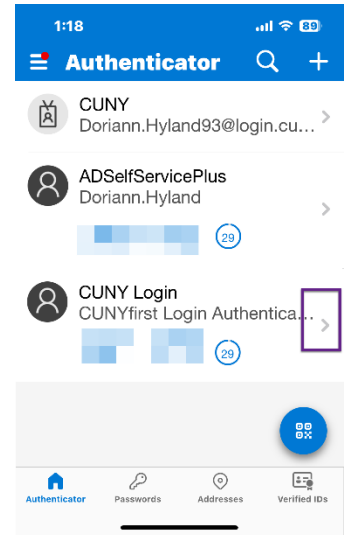 1:18
89
Authenticator
CUNY
Doriann.Hyland93@login.cu...
ADSelfServicePlus
Doriann.Hyland
29
CUNY Login
CUNYfirst Login Authentica...
29
Authenticator Passwords Addresses Verified IDs